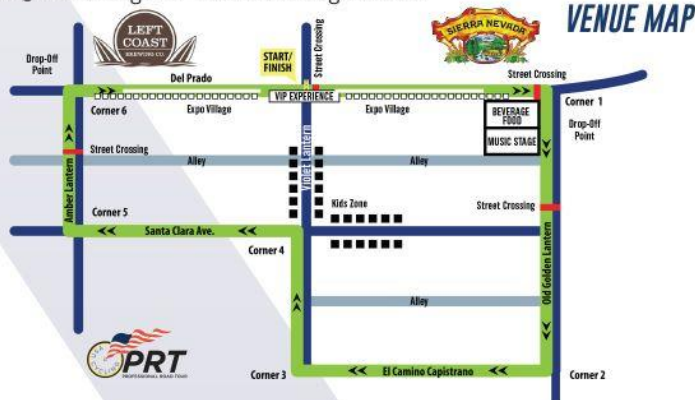 VENUE MAP
LEFT
COAST
BREWING CO.
SIERRA NEVADA
Drop-Off
Point
START/
FINISH
Street Crossing
Street Crossing
Del Prado
Corner 1
VIP EXPERIENCE
Corner 6
Expo Village
Expo Village
BEVERAGE
FOOD
Drop-Off
Point
MUSIC STAGE
Street Crossing
Alley
Violet Lantern
Alley
Amber Lantern
Kids Zone
Street Crossing
Corner 5
Santa Clara Ave.
Corner 4
Old Golden Lantern
Alley
USA
CYCLING
PRT
PROFESSIONAL ROAD TOUR
Corner 3
El Camino Capistrano
Corner 2